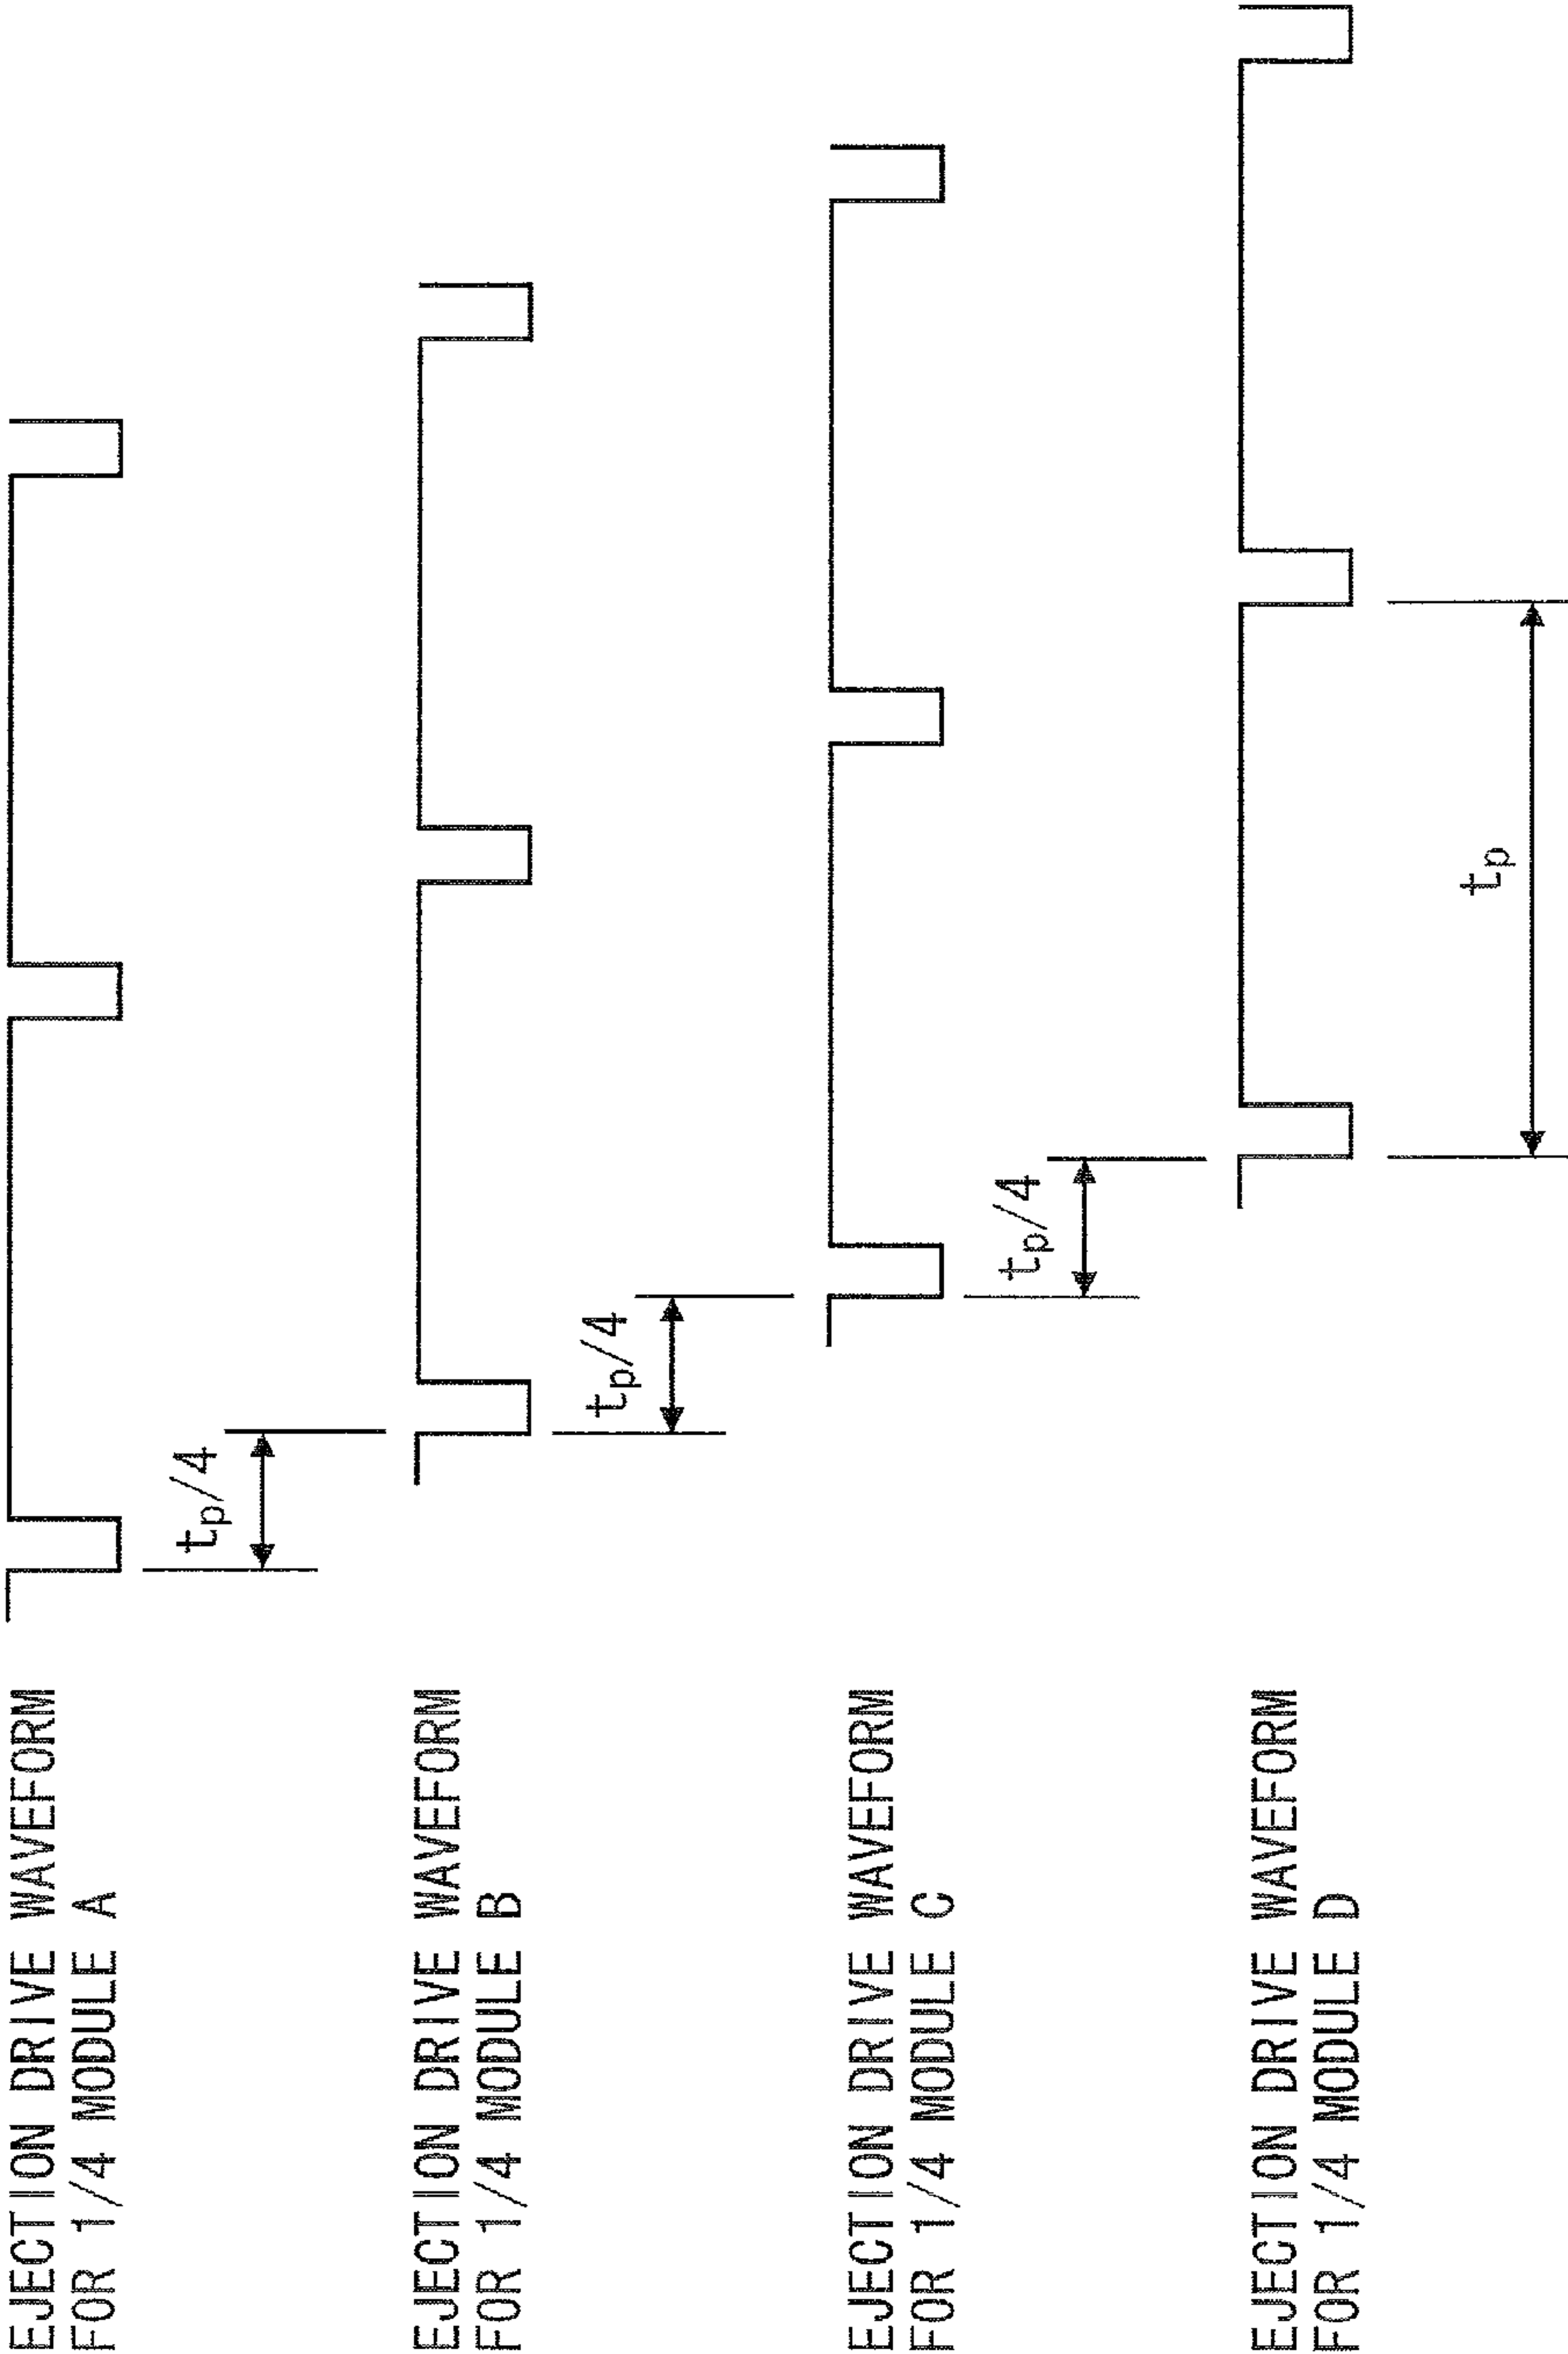 EJECTION DRIVE WAVEFORM
FOR 1/4 MODULE A
tp/4
EJECTION DRIVE WAVEFORM
FOR 1/4 MODULE B
tp/4
EJECTION DRIVE WAVEFORM
FOR 1/4 MODULE C
tp/4
EJECTION DRIVE WAVEFORM
FOR 1/4 MODULE D
tp